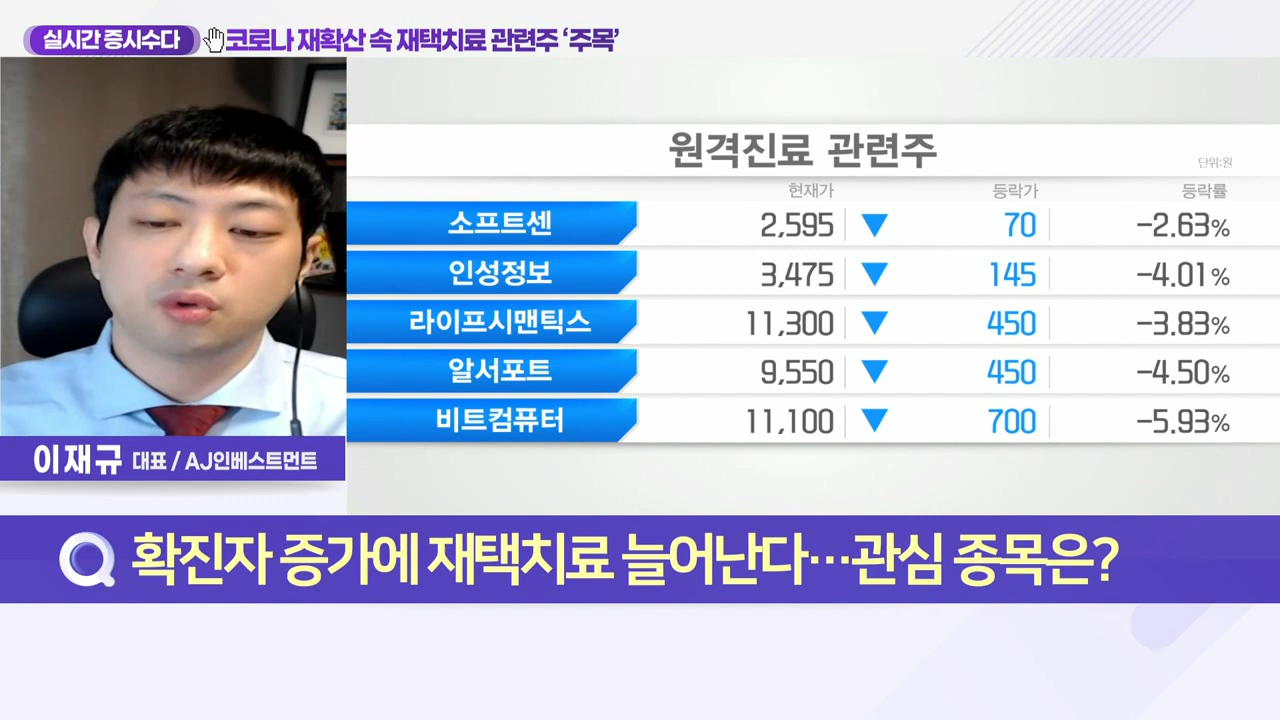 실시간 증시수다 코로나 재확산 속 재택치료 관련주 ‘주목’
원격진료 관련주
단위:원
현재가 등락가 등락률
소프트센 2,595 ▼ 70 -2.63%
인성정보 3,475 ▼ 145 -4.01%
라이프시맨틱스 11,300 ▼ 450 -3.83%
알서포트 9,550 ▼ 450 -4.50%
비트컴퓨터 11,100 ▼ 700 -5.93%
이재규 대표 / AJ인베스트먼트
Q 확진자 증가에 재택치료 늘어난다…관심 종목은?